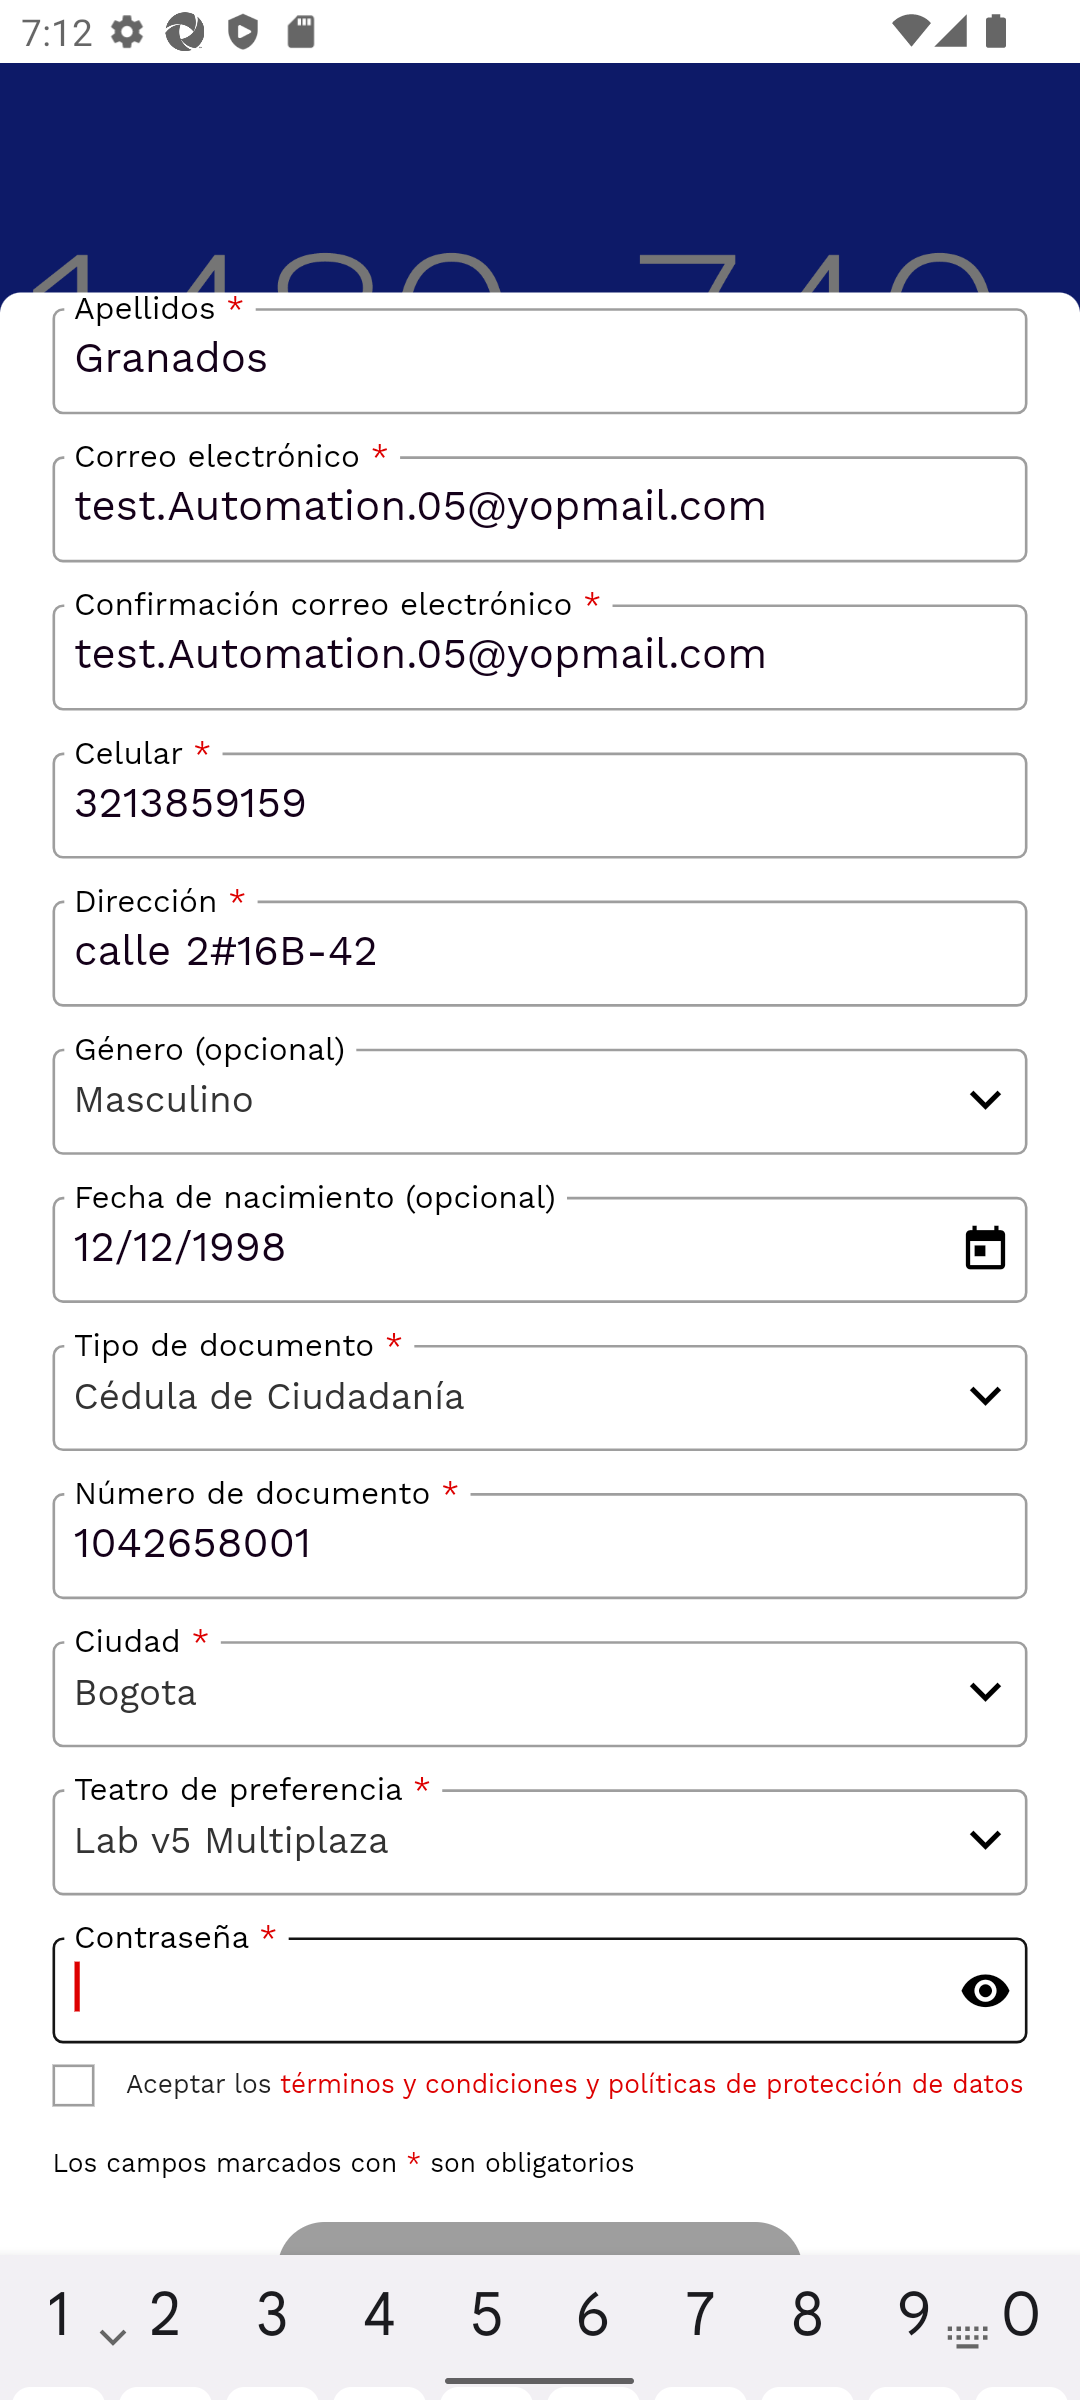 7:12
Apellidos *
Granados
Correo electrónico *
test.Automation.05@yopmail.com
Confirmación correo electrónico *
test.Automation.05@yopmail.com
Celular *
3213859159
Dirección *
calle 2#16B-42
Género (opcional)
Masculino
Fecha de nacimiento (opcional)
12/12/1998
Tipo de documento *
Cédula de Ciudadanía
Número de documento *
1042658001
Ciudad *
Bogota
Teatro de preferencia *
Lab v5 Multiplaza
Contraseña *
Aceptar los términos y condiciones y políticas de protección de datos
Los campos marcados con * son obligatorios
1 2 3 4 5 6 7 8 9 0